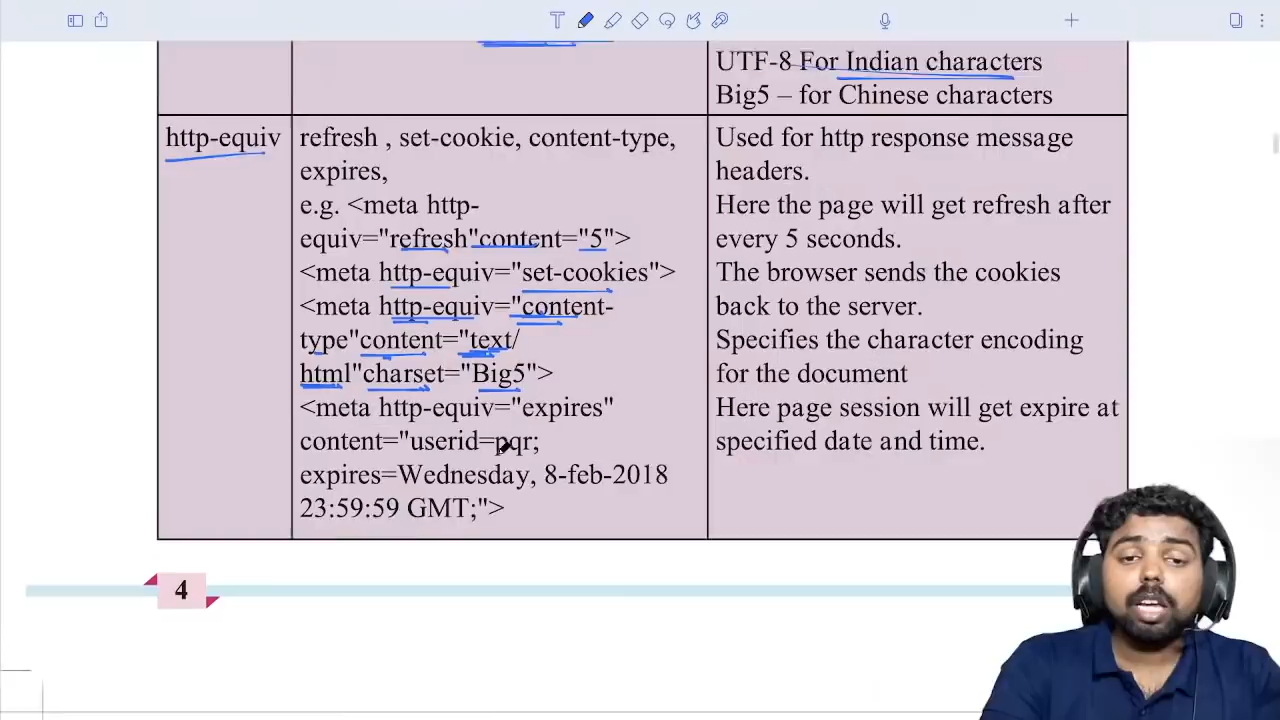 UTF-8 For Indian characters
Big5 – for Chinese characters
http-equiv
refresh , set-cookie, content-type,
expires,
e.g. <meta http-
equiv="refresh"content="5">
<meta http-equiv="set-cookies">
<meta http-equiv="content-
type"content="text/
html"charset="Big5">
<meta http-equiv="expires"
content="userid=pqr;
expires=Wednesday, 8-feb-2018
23:59:59 GMT;">
Used for http response message
headers.
Here the page will get refresh after
every 5 seconds.
The browser sends the cookies
back to the server.
Specifies the character encoding
for the document
Here page session will get expire at
specified date and time.
4